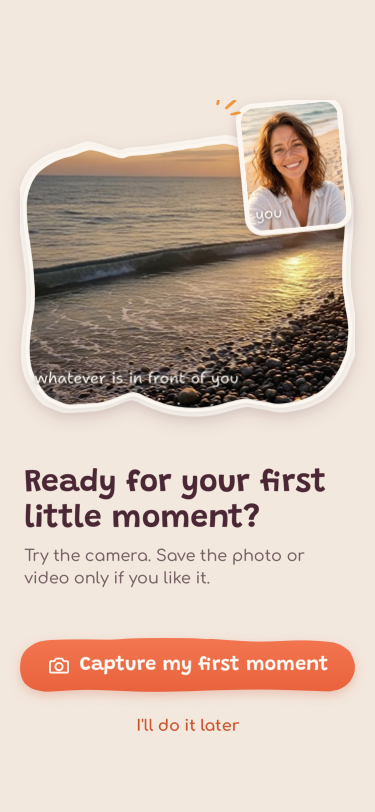 you
whatever is in front of you
Ready for your first
little moment?
Try the camera. Save the photo or
video only if you like it.
Capture my first moment
I'll do it later